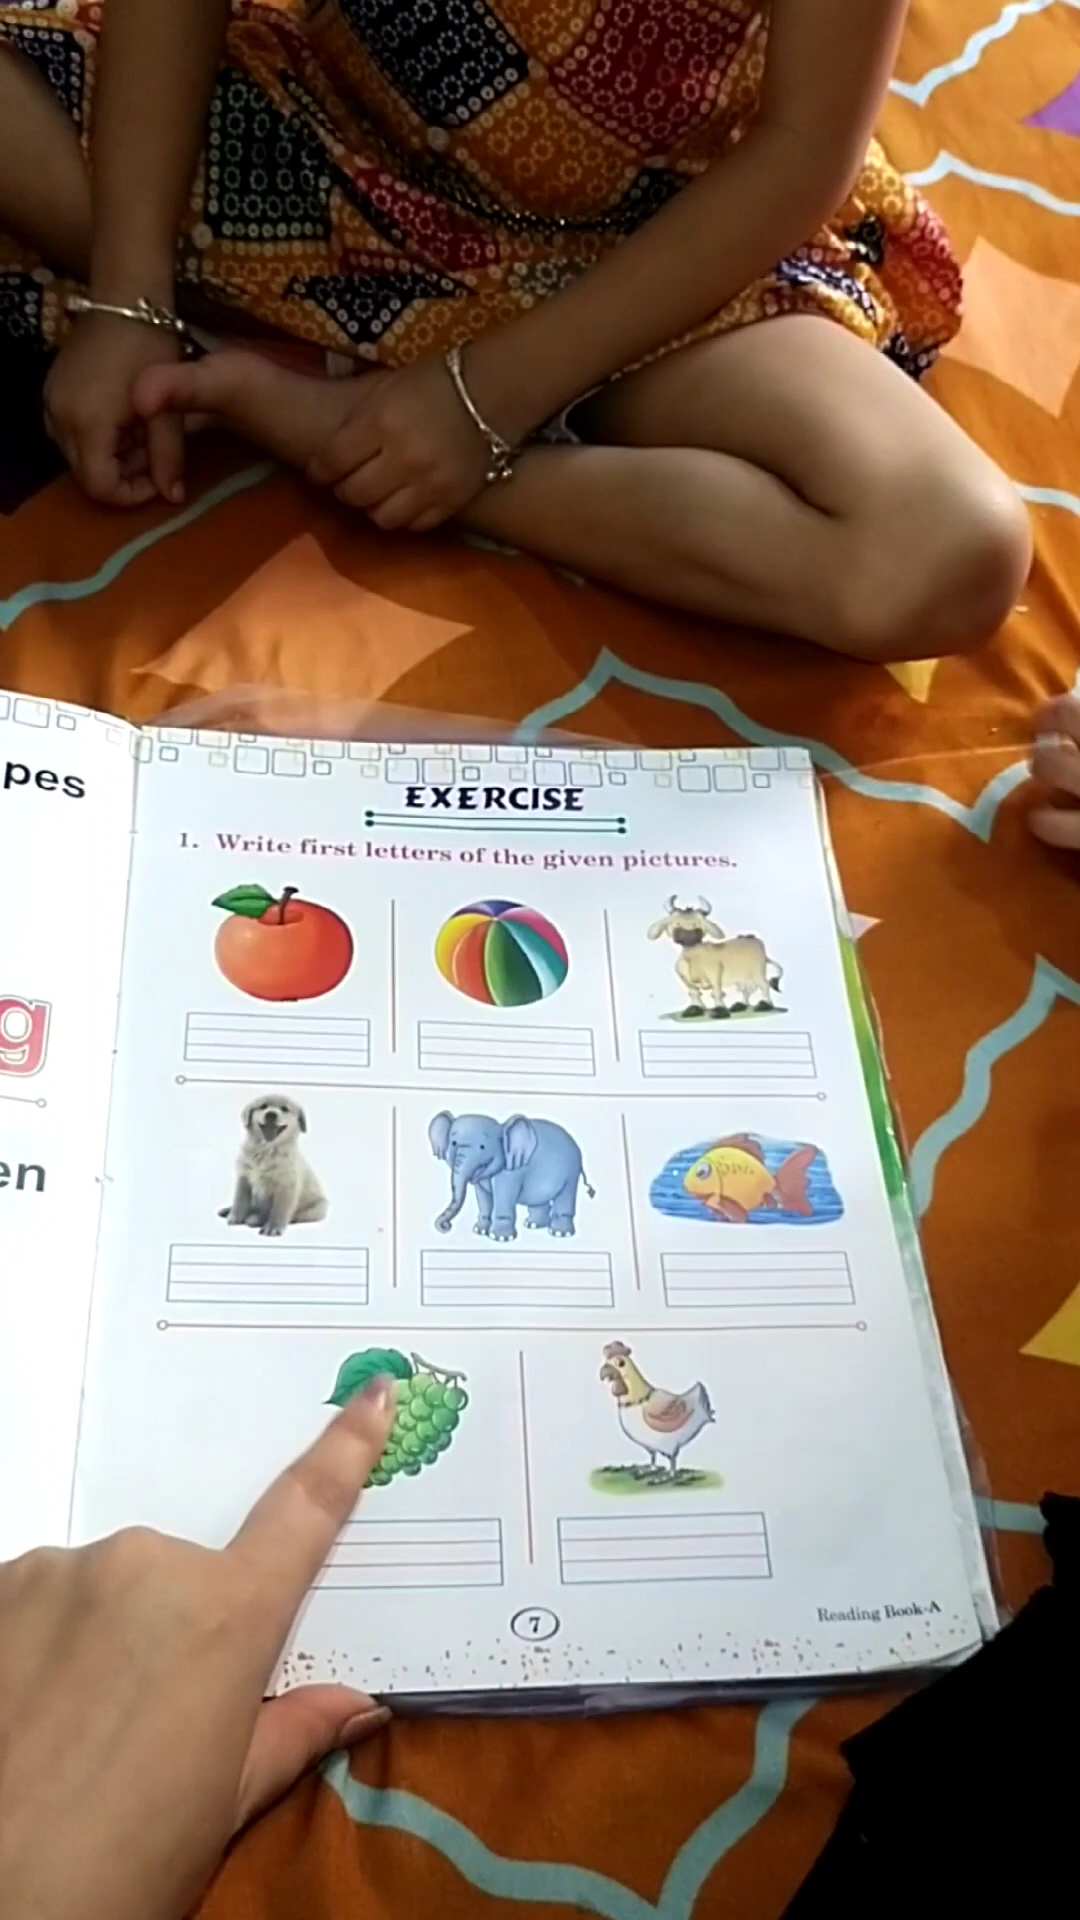 pes
g
en
EXERCISE
1. Write first letters of the given pictures.
7
Reading Book-A